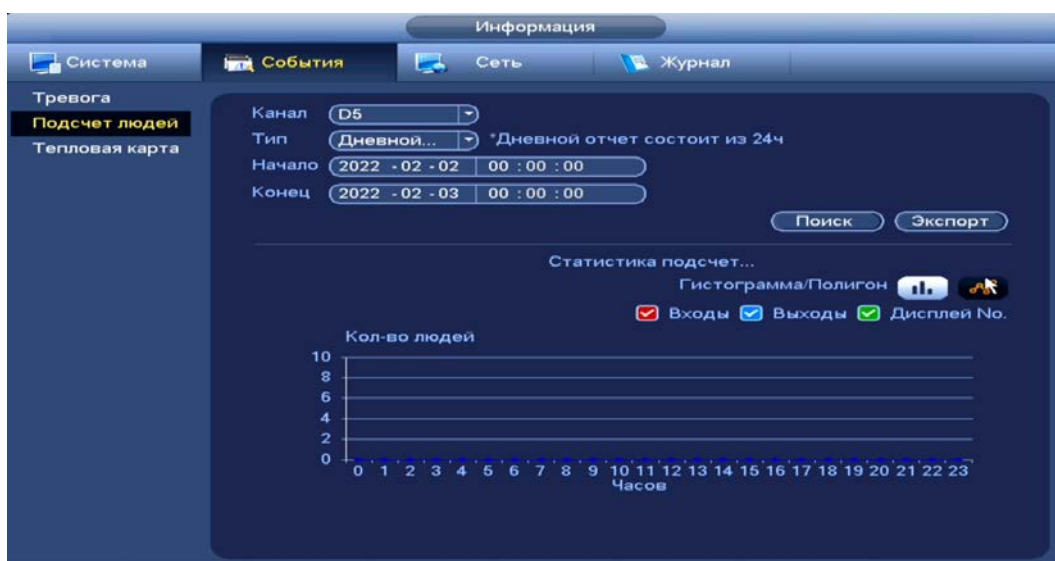 Информация
Система События Сеть Журнал
Тревога
Подсчет людей
Тепловая карта
Канал D5
Тип Дневной... *Дневной отчет состоит из 24ч
Начало 2022 - 02 - 02 00 : 00 : 00
Конец 2022 - 02 - 03 00 : 00 : 00
Поиск Экспорт
Статистика подсчет...
Гистограмма/Полигон
Входы Выходы Дисплей No.
Кол-во людей
10
8
6
4
2
0
0 1 2 3 4 5 6 7 8 9 10 11 12 13 14 15 16 17 18 19 20 21 22 23
Часов